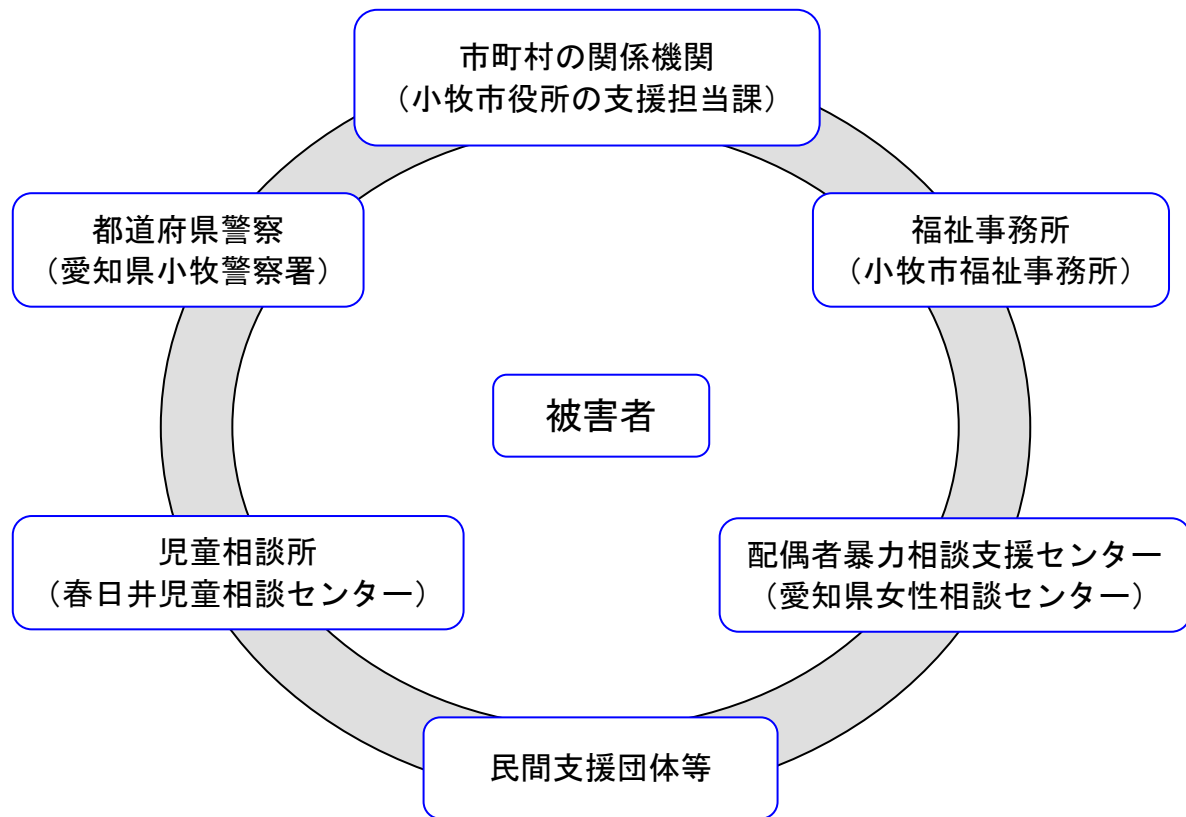 市町村の関係機関
（小牧市役所の支援担当課）
都道府県警察
（愛知県小牧警察署）
福祉事務所
（小牧市福祉事務所）
被害者
児童相談所
（春日井児童相談センター）
配偶者暴力相談支援センター
（愛知県女性相談センター）
民間支援団体等